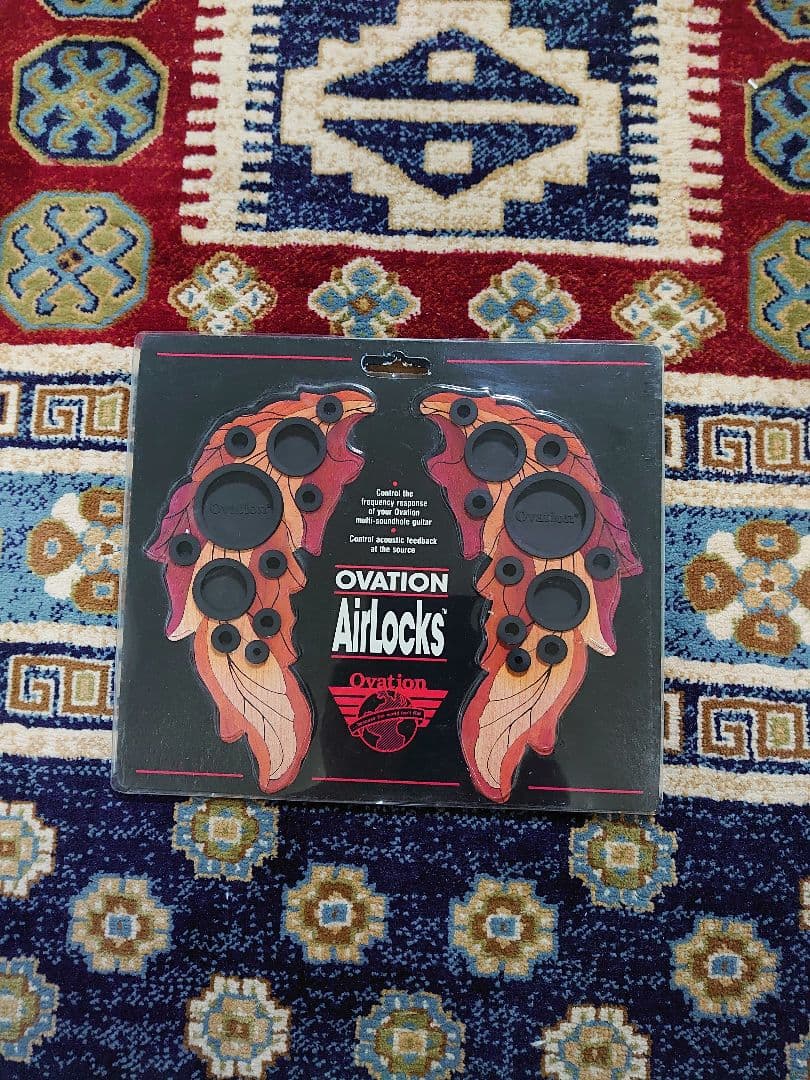 • Control the
frequency response
of your Ovation
multi-soundhole guitar
• Control acoustic feedback
at the source
Ovation®
Ovation®
OVATION
AirLocks™
Ovation